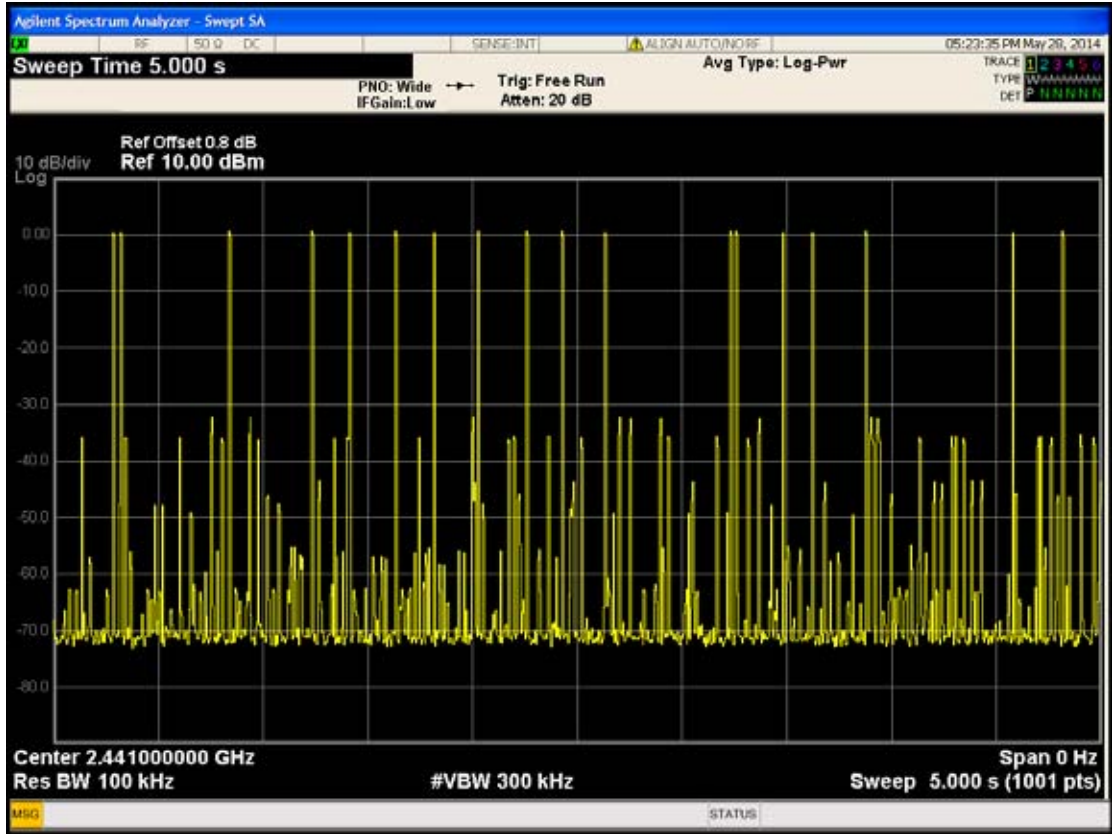 Agilent Spectrum Analyzer - Swept SA
LXI RF 50 Ω DC SENSE:INT ALIGN AUTO/NO RF 05:23:35 PM May 28, 2014
Sweep Time 5.000 s Avg Type: Log-Pwr TRACE 1 2 3 4 5 6
PNO: Wide Trig: Free Run TYPE
IFGain:Low Atten: 20 dB DET P N N N N N
Ref Offset 0.8 dB
10 dB/div Ref 10.00 dBm
Log
0.00
-10.0
-20.0
-30.0
-40.0
-50.0
-60.0
-70.0
-80.0
Center 2.441000000 GHz Span 0 Hz
Res BW 100 kHz #VBW 300 kHz Sweep 5.000 s (1001 pts)
MSG STATUS